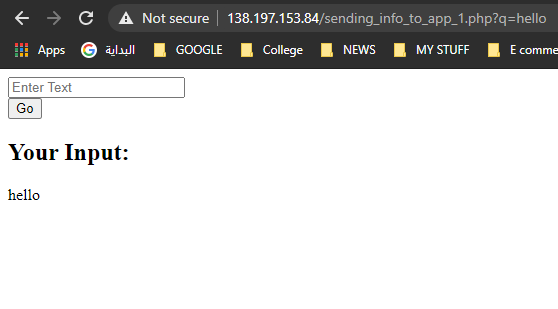 Not secure | 138.197.153.84/sending_info_to_app_1.php?q=hello
Apps البداية GOOGLE College NEWS MY STUFF E comme
Enter Text
Go
Your Input:
hello